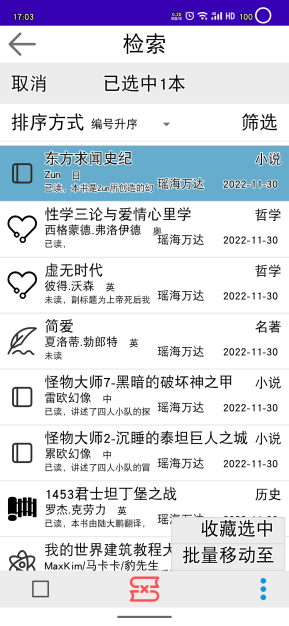 17:03 0.20 KB/S HD 100
检索
取消 已选中1本
排序方式 编号升序 筛选
东方求闻史纪 小说
Zun 日
已读, 本书是Zun所创造的幻 瑶海万达 2022-11-30
性学三论与爱情心里学 哲学
西格蒙德.弗洛伊德 奥
已读, 瑶海万达 2022-11-30
虚无时代 哲学
彼得.沃森 英
未读, 副标题为上帝死后我 瑶海万达 2022-11-30
简爱 名著
夏洛蒂.勃朗特 英
未读 瑶海万达 2022-11-30
怪物大师7-黑暗的破坏神之甲 小说
雷欧幻像 中
已读, 讲述了四人小队的探 瑶海万达 2022-11-30
怪物大师2-沉睡的泰坦巨人之城 小说
累欧幻像 中
已读, 讲述了四人小队的冒 瑶海万达 2022-11-30
1453君士坦丁堡之战 历史
罗杰.克劳力 英
已读, 本书由陆大鹏翻译,
收藏选中
我的世界建筑教程大
批量移动至
MaxKim/马卡卡/豹先生